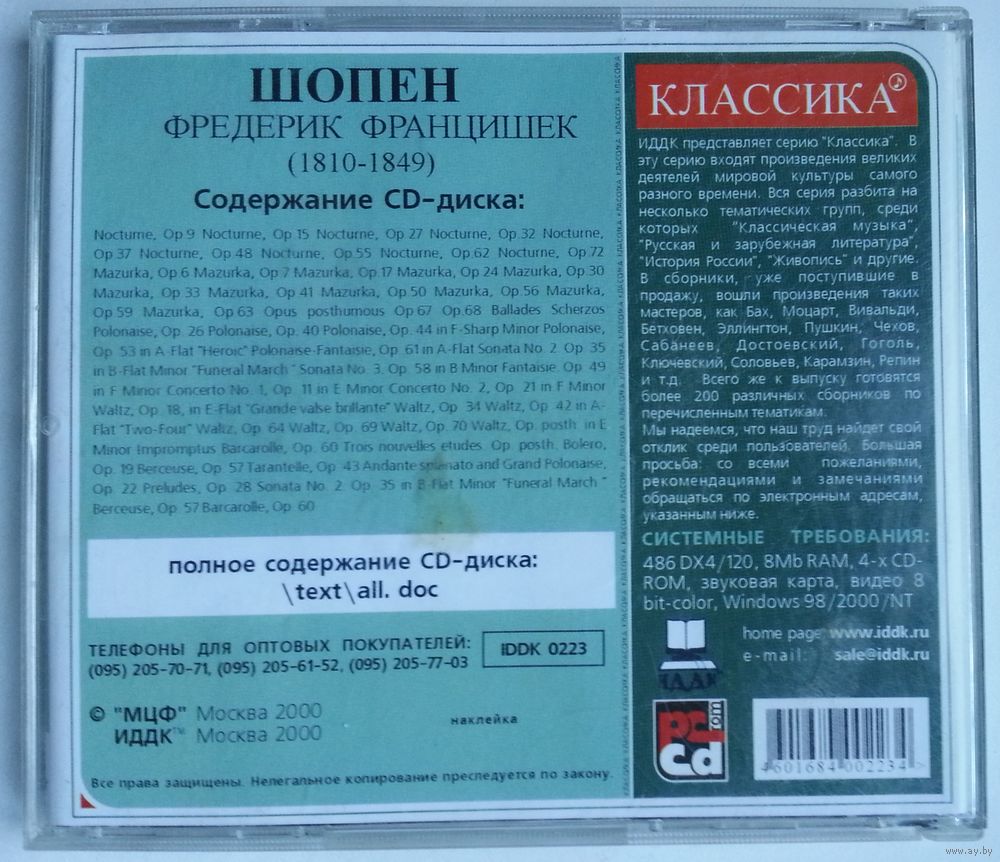 ШОПЕН
ФРЕДЕРИК ФРАНЦИШЕК
(1810-1849)
Содержание CD-диска:
Nocturne, Op 9 Nocturne, Op 15 Nocturne, Op 27 Nocturne, Op.32 Nocturne,
Op.37 Nocturne, Op.48 Nocturne, Op.55 Nocturne, Op.62 Nocturne, Op.72
Mazurka, Op.6 Mazurka, Op 7 Mazurka, Op.17 Mazurka, Op 24 Mazurka, Op.30
Mazurka, Op.33 Mazurka, Op 41 Mazurka, Op.50 Mazurka, Op.56 Mazurka,
Op 59 Mazurka, Op 63 Opus posthumous Op 67 Op.68 Ballades Scherzos
Polonaise, Op. 26 Polonaise, Op. 40 Polonaise, Op. 44 in F-Sharp Minor Polonaise,
Op. 53 in A-Flat "Heroic" Polonaise-Fantaisie, Op. 61 in A-Flat Sonata No. 2. Op. 35
in B-Flat Minor "Funeral March" Sonata No. 3. Op. 58 in B Minor Fantaisie. Op. 49
in F Minor Concerto No. 1, Op. 11 in E Minor Concerto No. 2, Op. 21 in F Minor
Waltz, Op. 18, in E-Flat "Grande valse brillante" Waltz, Op. 34 Waltz, Op. 42 in A-
Flat "Two-Four" Waltz, Op. 64 Waltz, Op. 69 Waltz, Op. 70 Waltz, Op. posth. in E
Minor Impromptus Barcarolle, Op. 60 Trois nouvelles etudes. Op. posth. Bolero,
Op. 19 Berceuse, Op. 57 Tarantelle, Op. 43 Andante spianato and Grand Polonaise,
Op. 22 Preludes, Op. 28 Sonata No. 2. Op. 35 in B-Flat Minor "Funeral March"
Berceuse, Op. 57 Barcarolle, Op. 60
полное содержание CD-диска:
\text\all. doc
ТЕЛЕФОНЫ ДЛЯ ОПТОВЫХ ПОКУПАТЕЛЕЙ:
(095) 205-70-71, (095) 205-61-52, (095) 205-77-03
IDDK 0223
© "МЦФ" Москва 2000
ИДДК™ Москва 2000
наклейка
Все права защищены. Нелегальное копирование преследуется по закону.
КЛАССИКА
ИДДК представляет серию "Классика". В
эту серию входят произведения великих
деятелей мировой культуры самого
разного времени. Вся серия разбита на
несколько тематических групп, среди
которых "Классическая музыка",
"Русская и зарубежная литература",
"История России", "Живопись" и другие.
В сборники, уже поступившие в
продажу, вошли произведения таких
мастеров, как Бах, Моцарт, Вивальди,
Бетховен, Эллингтон, Пушкин, Чехов,
Сабанеев, Достоевский, Гоголь,
Ключевский, Соловьев, Карамзин, Репин
и т.д. Всего же к выпуску готовятся
более 200 различных сборников по
перечисленным тематикам.
Мы надеемся, что наш труд найдет свой
отклик среди пользователей. Большая
просьба: со всеми пожеланиями,
рекомендациями и замечаниями
обращаться по электронным адресам,
указанным ниже.
СИСТЕМНЫЕ ТРЕБОВАНИЯ:
486 DX4/120, 8Mb RAM, 4-x CD-
ROM, звуковая карта, видео 8
bit-color, Windows 98/2000/NT
home page: www.iddk.ru
e-mail: sale@iddk.ru
ИДДК
PC
rom
Cd
4601684 002234 >
www.ay.by